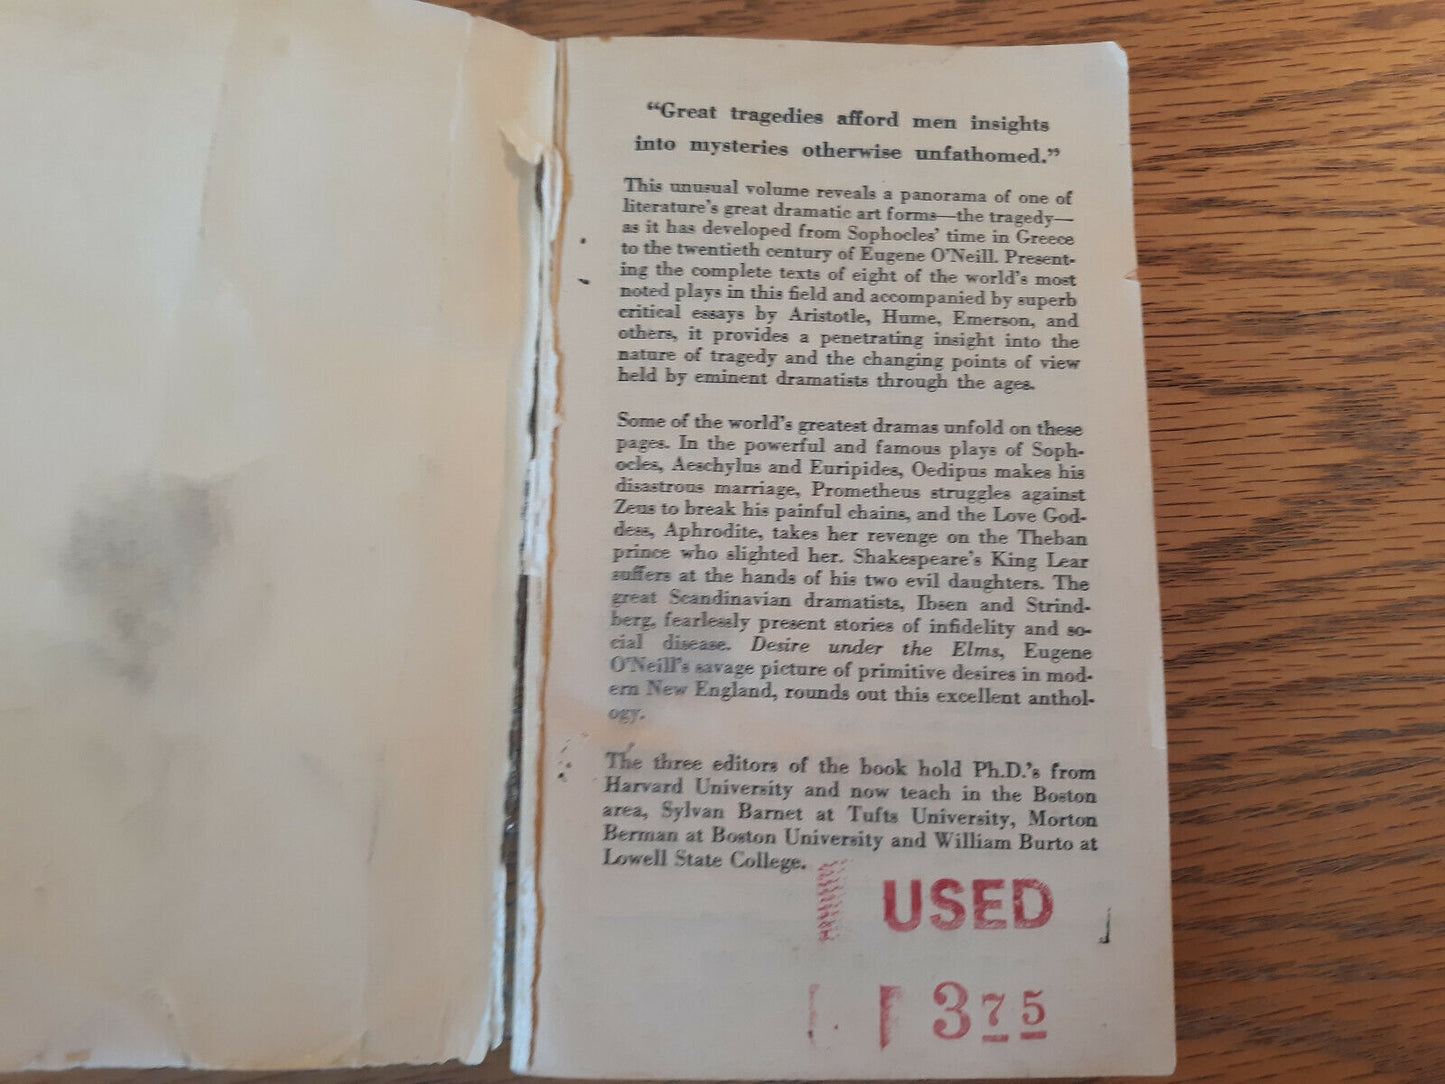 “Great tragedies afford men insights
into mysteries otherwise unfathomed.”
This unusual volume reveals a panorama of one of
literature’s great dramatic art forms—the tragedy—
as it has developed from Sophocles’ time in Greece
to the twentieth century of Eugene O’Neill. Present-
ing the complete texts of eight of the world’s most
noted plays in this field and accompanied by superb
critical essays by Aristotle, Hume, Emerson, and
others, it provides a penetrating insight into the
nature of tragedy and the changing points of view
held by eminent dramatists through the ages.
Some of the world’s greatest dramas unfold on these
pages. In the powerful and famous plays of Soph-
ocles, Aeschylus and Euripides, Oedipus makes his
disastrous marriage, Prometheus struggles against
Zeus to break his painful chains, and the Love God-
dess, Aphrodite, takes her revenge on the Theban
prince who slighted her. Shakespeare’s King Lear
suffers at the hands of his two evil daughters. The
great Scandinavian dramatists, Ibsen and Strind-
berg, fearlessly present stories of infidelity and so-
cial disease. Desire under the Elms, Eugene
O’Neill’s savage picture of primitive desires in mod-
ern New England, rounds out this excellent anthol-
ogy.
The three editors of the book hold Ph.D.’s from
Harvard University and now teach in the Boston
area, Sylvan Barnet at Tufts University, Morton
Berman at Boston University and William Burto at
Lowell State College.
USED
3 75